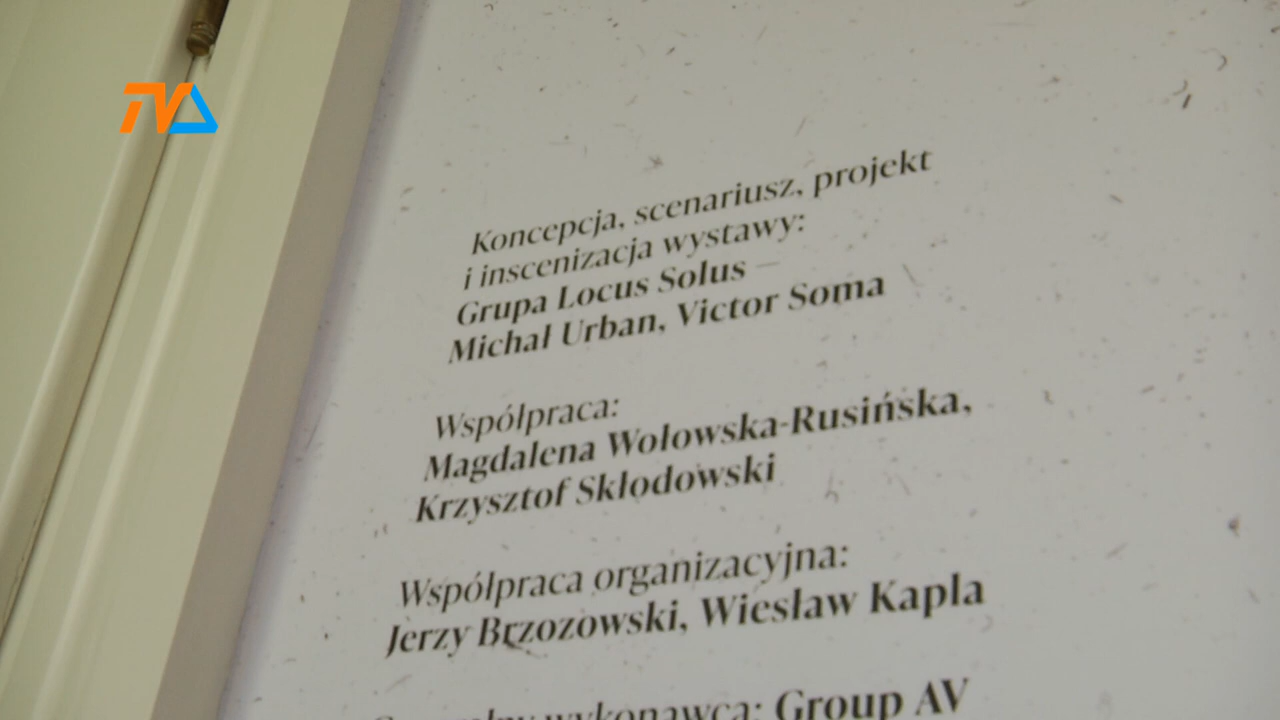 TVA
Koncepcja, scenariusz, projekt
i inscenizacja wystawy:
Grupa Locus Solus –
Michał Urban, Victor Soma
Współpraca:
Magdalena Wołowska-Rusińska,
Krzysztof Skłodowski
Współpraca organizacyjna:
Jerzy Brzozowski, Wiesław Kapla
wykonawca: Group AV